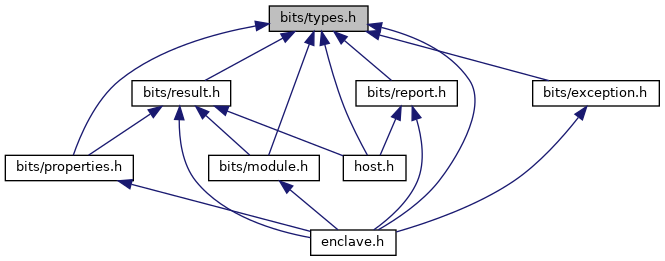 bits/types.h
bits/result.h
bits/report.h
bits/exception.h
bits/properties.h
bits/module.h
host.h
enclave.h